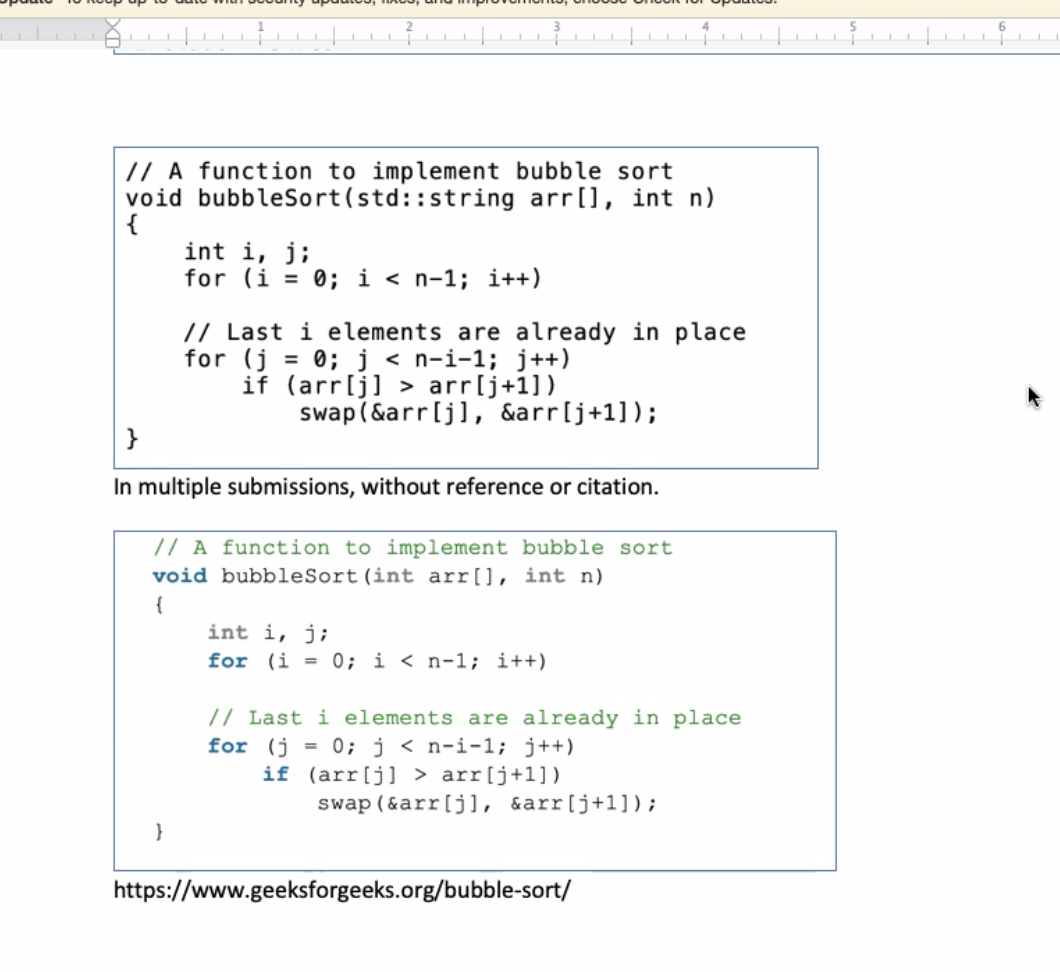 Update To keep up-to-date with security updates, fixes, and improvements, choose Check for Updates.
1 2 3 4 5 6
// A function to implement bubble sort
void bubbleSort(std::string arr[], int n)
{
    int i, j;
    for (i = 0; i < n-1; i++)

    // Last i elements are already in place
    for (j = 0; j < n-i-1; j++)
        if (arr[j] > arr[j+1])
            swap(&arr[j], &arr[j+1]);
}
In multiple submissions, without reference or citation.
// A function to implement bubble sort
void bubbleSort(int arr[], int n)
{
    int i, j;
    for (i = 0; i < n-1; i++)

    // Last i elements are already in place
    for (j = 0; j < n-i-1; j++)
        if (arr[j] > arr[j+1])
            swap(&arr[j], &arr[j+1]);
}
https://www.geeksforgeeks.org/bubble-sort/